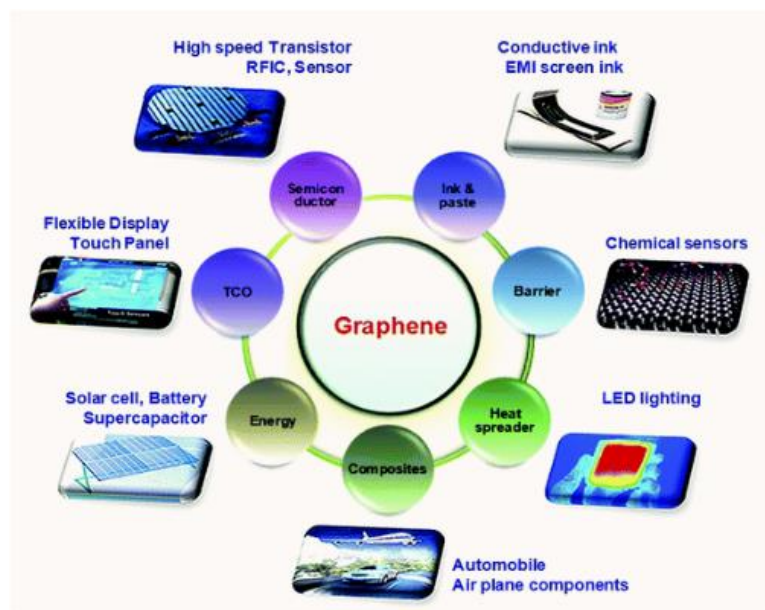 High speed Transistor
RFIC, Sensor
Conductive ink
EMI screen ink
Semicon
ductor
Ink &
paste
Flexible Display
Touch Panel
TCO
Graphene
Barrier
Chemical sensors
Solar cell, Battery
Supercapacitor
Energy
Composites
Heat
spreader
LED lighting
Automobile
Air plane components